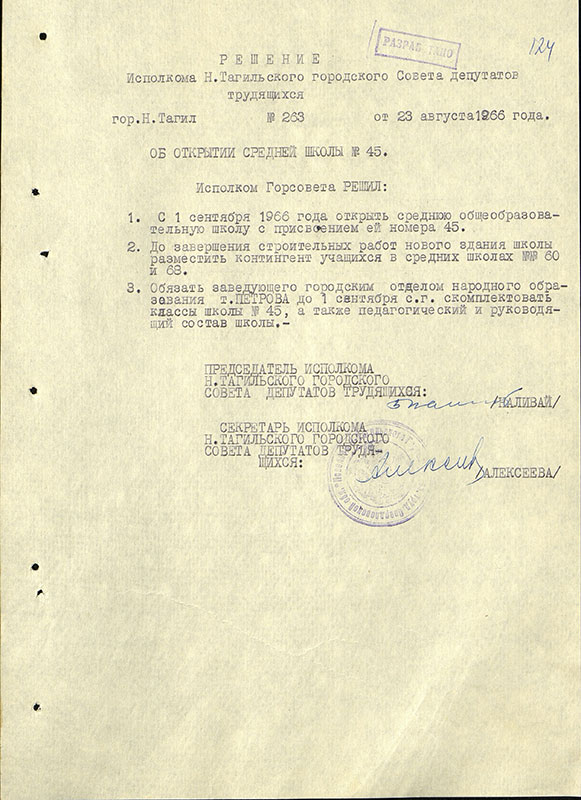 РАЗРАБОТАНО
124
РЕШЕНИЕ
Исполкома Н.Тагильского городского Совета депутатов
трудящихся
гор.Н.Тагил № 263 от 23 августа 1966 года.
ОБ ОТКРЫТИИ СРЕДНЕЙ ШКОЛЫ № 45.
Исполком Горсовета РЕШИЛ:
1. С 1 сентября 1966 года открыть среднюю общеобразова-
тельную школу с присвоением ей номера 45.
2. До завершения строительных работ нового здания школы
разместить контингент учащихся в средних школах №№ 60
и 68.
3. Обязать заведующего городским отделом народного обра-
зования т.ПЕТРОВА до 1 сентября с.г. скомплектовать
классы школы № 45, а также педагогический и руководя-
щий состав школы.-
ПРЕДСЕДАТЕЛЬ ИСПОЛКОМА
Н.ТАГИЛЬСКОГО ГОРОДСКОГО
СОВЕТА ДЕПУТАТОВ ТРУДЯЩИХСЯ:
/НАЛИВАЙ/
СЕКРЕТАРЬ ИСПОЛКОМА
Н.ТАГИЛЬСКОГО ГОРОДСКОГО
СОВЕТА ДЕПУТАТОВ ТРУДЯ-
ЩИХСЯ:
/АЛЕКСЕЕВА/